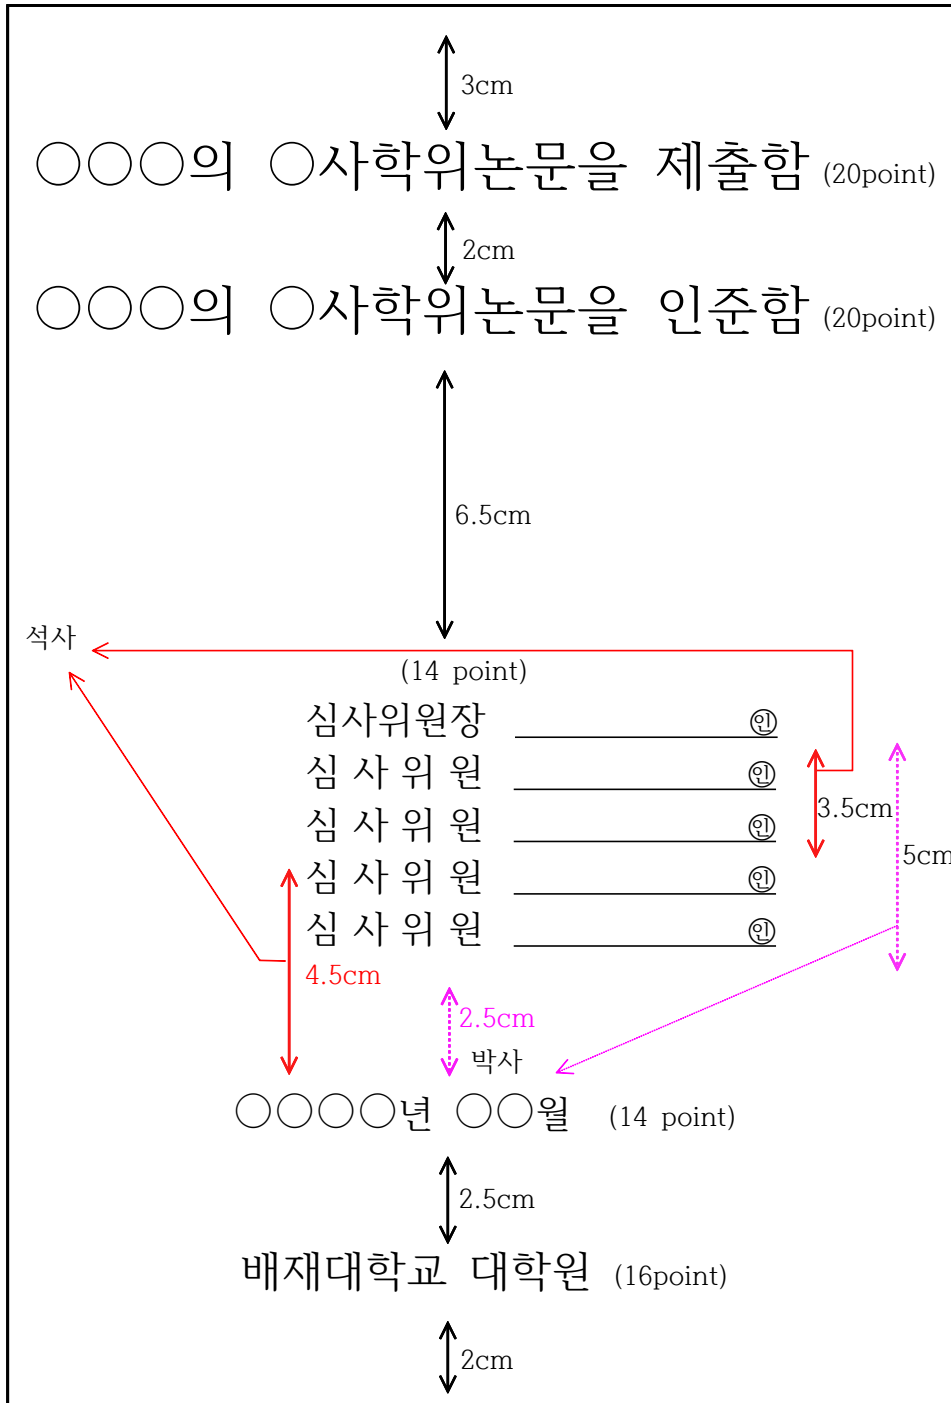 3cm
○○○의 ○사학위논문을 제출함 (20point)
2cm
○○○의 ○사학위논문을 인준함 (20point)
6.5cm
석사
(14 point)
심사위원장 ㊞
심 사 위 원 ㊞
3.5cm
심 사 위 원 ㊞
5cm
심 사 위 원 ㊞
심 사 위 원 ㊞
4.5cm
2.5cm
박사
○○○○년 ○○월 (14 point)
2.5cm
배재대학교 대학원 (16point)
2cm